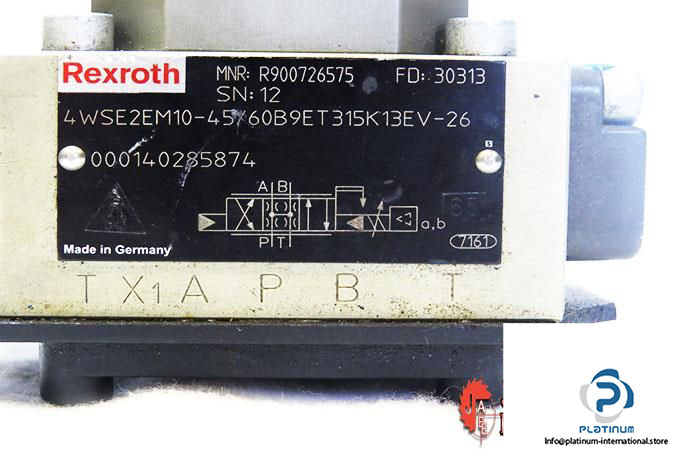 Rexroth MNR: R900726575 FD: 30313
SN: 12
4WSE2EM10-45/60B9ET315K13EV-26
000140285874
A B
a,b
P T
65
Made in Germany
7161
T X1 A P B T
PLATINUM
Info@platinum-international.store